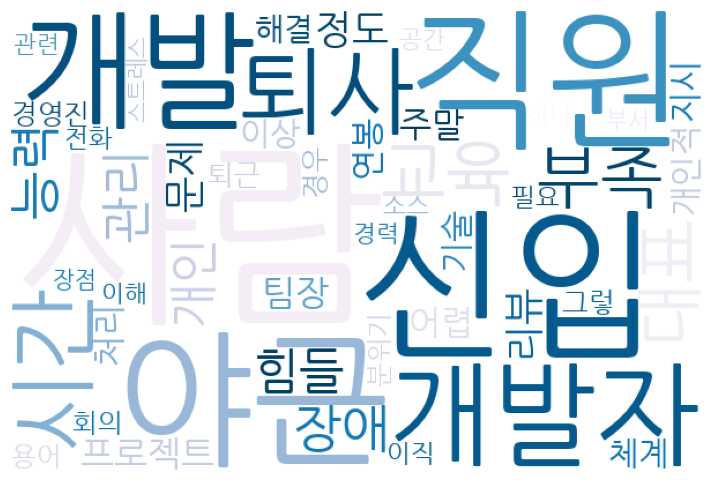 관련
스트레스
개발
해결
정도
공간
직원
경영진
전화
퇴사
주말
하나
부서
지시
능력
관리
문제
이상
퇴근
경우
연봉
교육
소스
부족
필요
개인적
사람
경력
신입
장점
이해
개인
팀장
기술
그렇
대표
시간
처리
야근
분위기
어렵
리뷰
힘들
개발자
회의
장애
용어
프로젝트
이직
체계